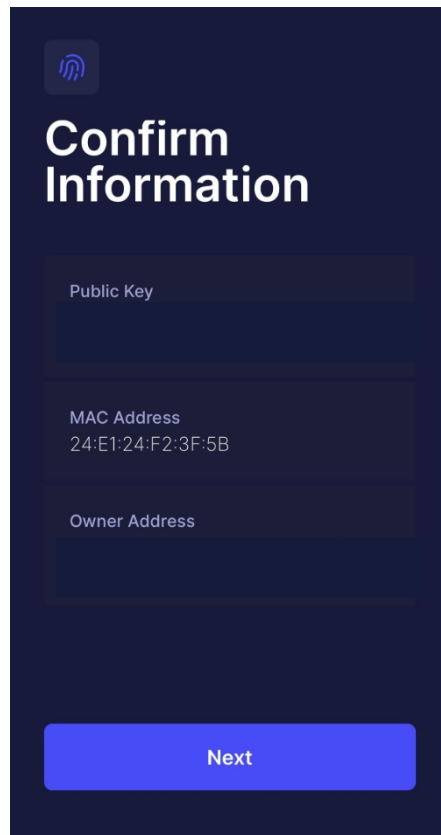 Confirm
Information
Public Key
MAC Address
24:E1:24:F2:3F:5B
Owner Address
Next